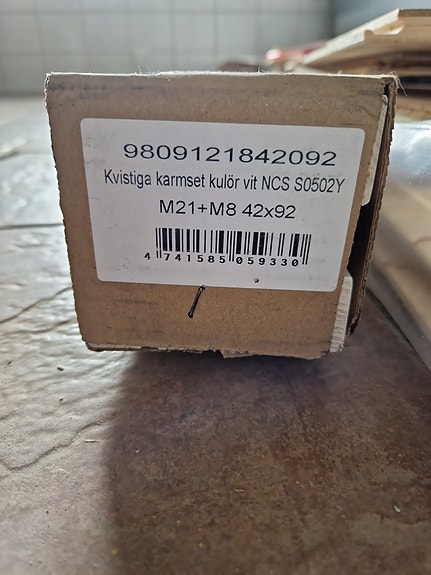 9809121842092
Kvistiga karmset kulör vit NCS S0502Y
M21+M8 42x92
4 741585 059330